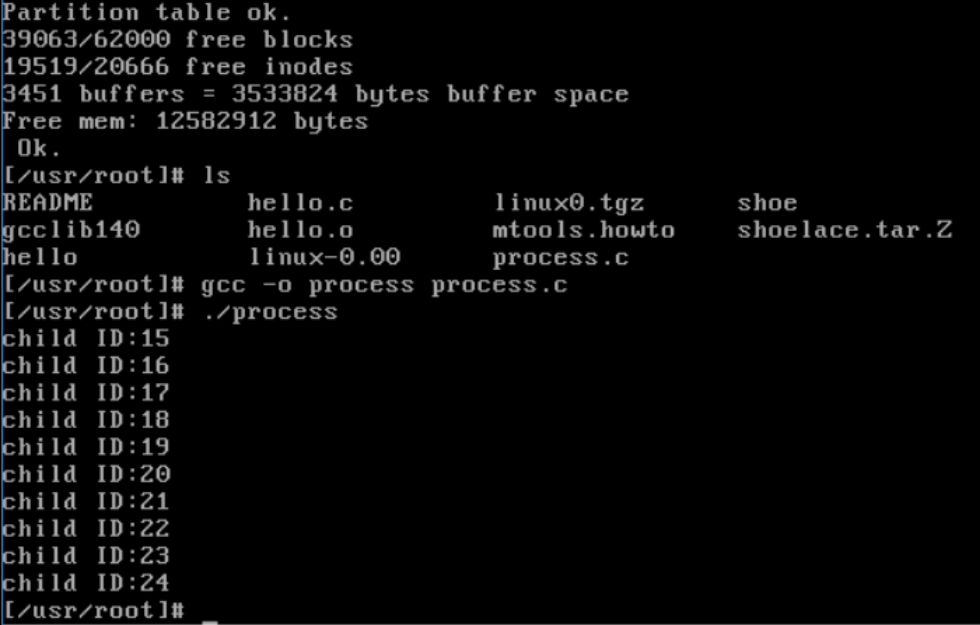 Partition table ok.
39063/62000 free blocks
19519/20666 free inodes
3451 buffers = 3533824 bytes buffer space
Free mem: 12582912 bytes
 Ok.
[/usr/root]# ls
README          hello.c         linux0.tgz      shoe
gcclib140       hello.o         mtools.howto    shoelace.tar.Z
hello           linux-0.00      process.c
[/usr/root]# gcc -o process process.c
[/usr/root]# ./process
child ID:15
child ID:16
child ID:17
child ID:18
child ID:19
child ID:20
child ID:21
child ID:22
child ID:23
child ID:24
[/usr/root]# _